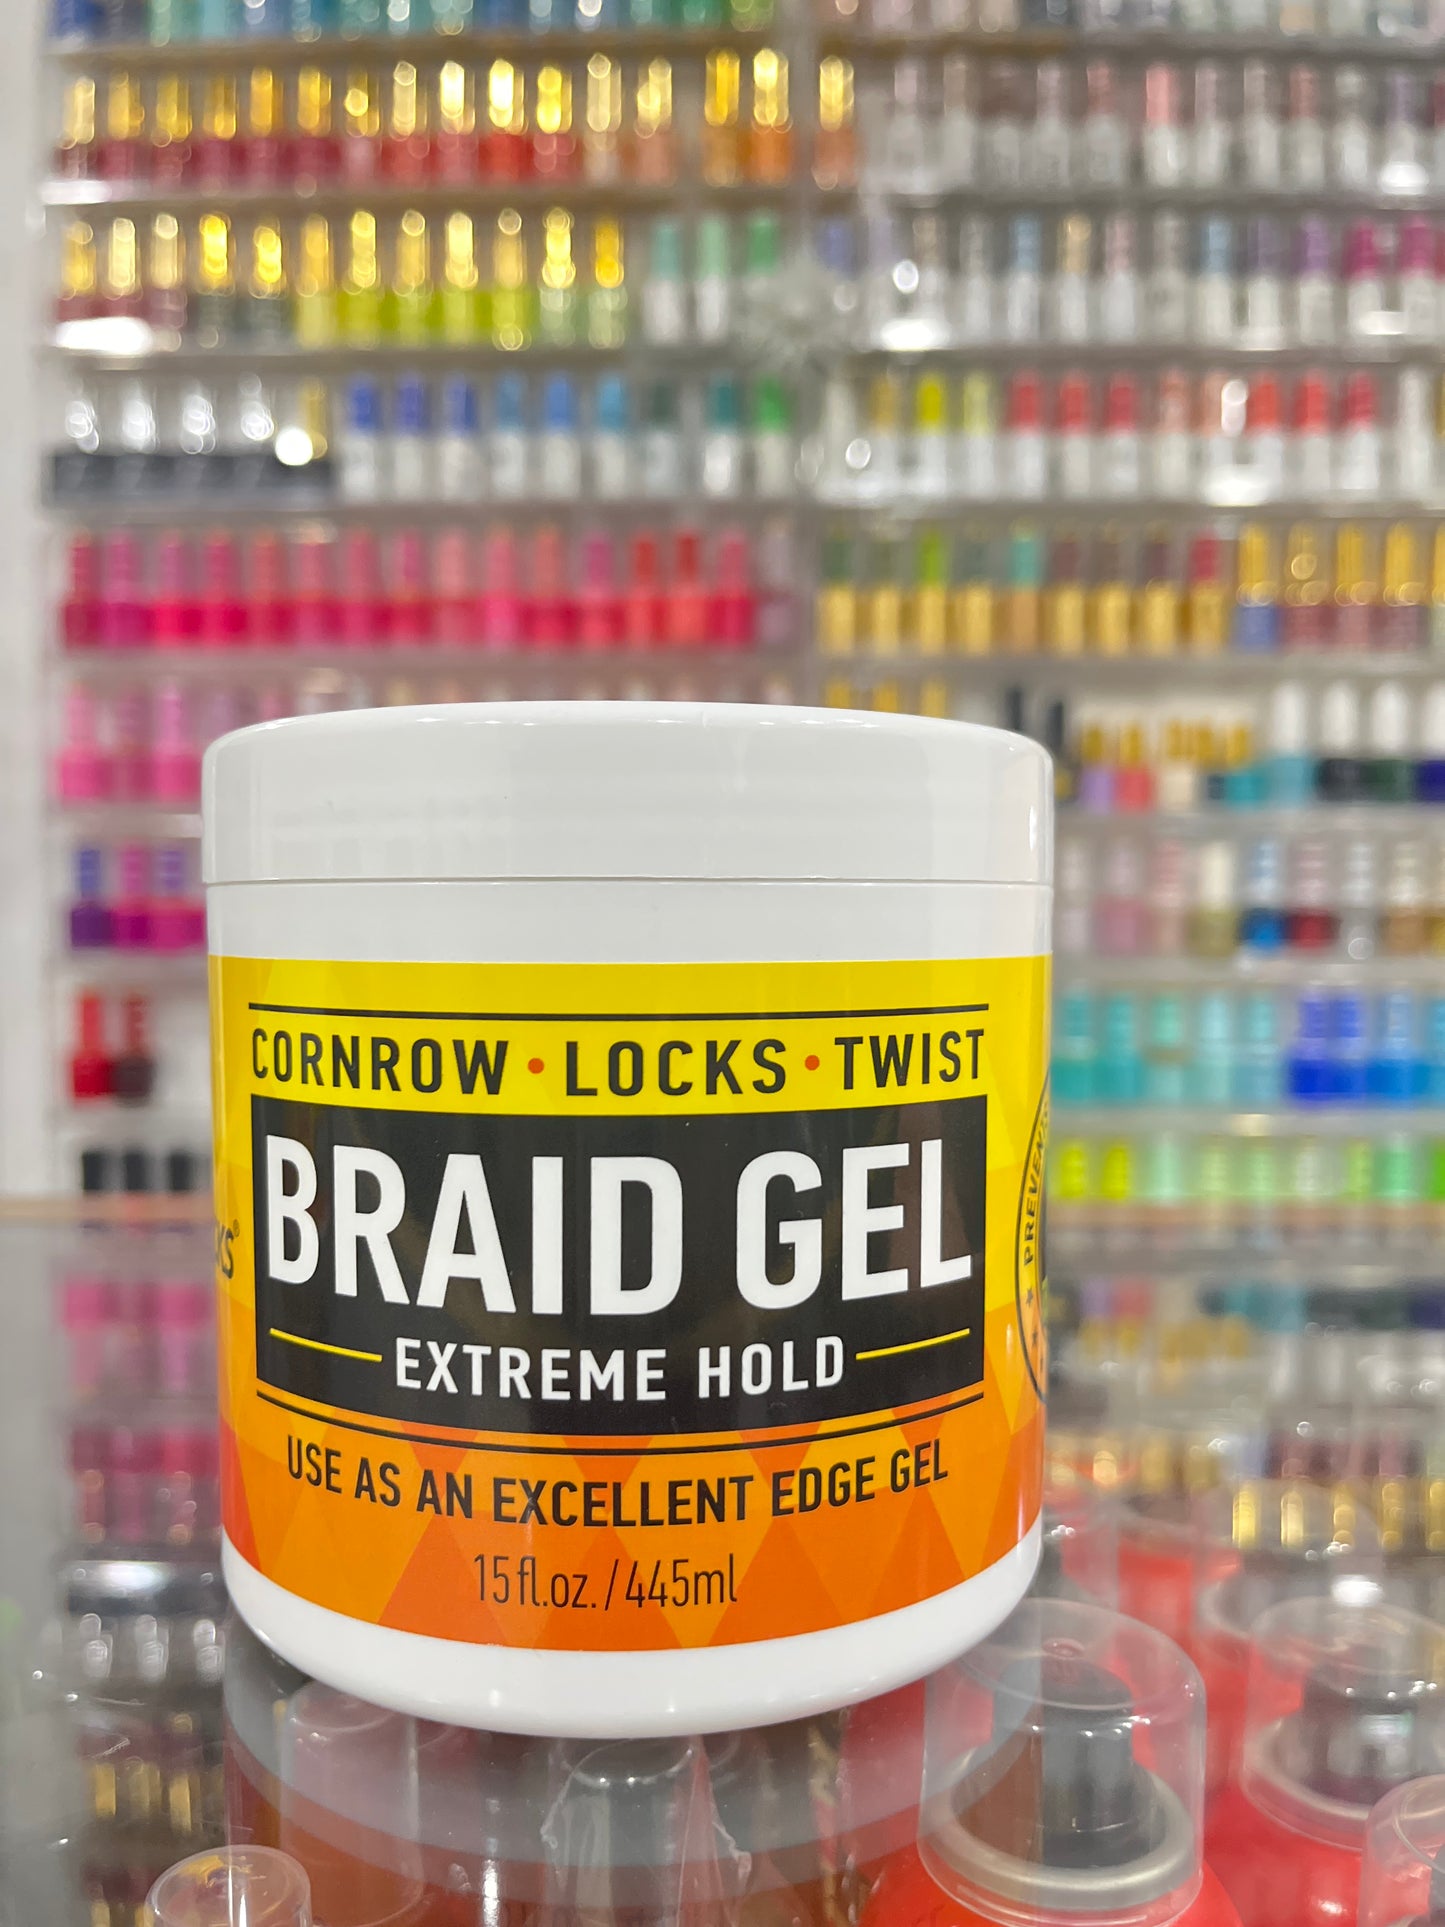 CORNROW • LOCKS • TWIST
BRAID GEL
EXTREME HOLD
USE AS AN EXCELLENT EDGE GEL
15 fl.oz. / 445ml